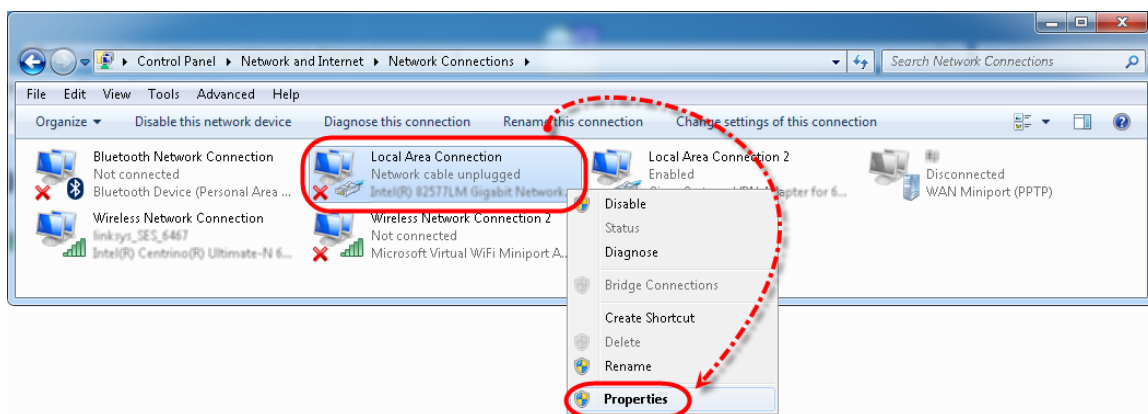 Control Panel ▸ Network and Internet ▸ Network Connections ▸
Search Network Connections
File Edit View Tools Advanced Help
Organize Disable this network device Diagnose this connection Rename this connection Change settings of this connection
Bluetooth Network Connection
Not connected
Bluetooth Device (Personal Area ...
Local Area Connection
Network cable unplugged
Intel(R) 82577LM Gigabit Network
Local Area Connection 2
Enabled
Adapter for 6...
Disconnected
WAN Miniport (PPTP)
Wireless Network Connection
linksys_SES_6467
Intel(R) Centrino(R) Ultimate-N 6...
Wireless Network Connection 2
Not connected
Microsoft Virtual WiFi Miniport A...
Disable
Status
Diagnose
Bridge Connections
Create Shortcut
Delete
Rename
Properties